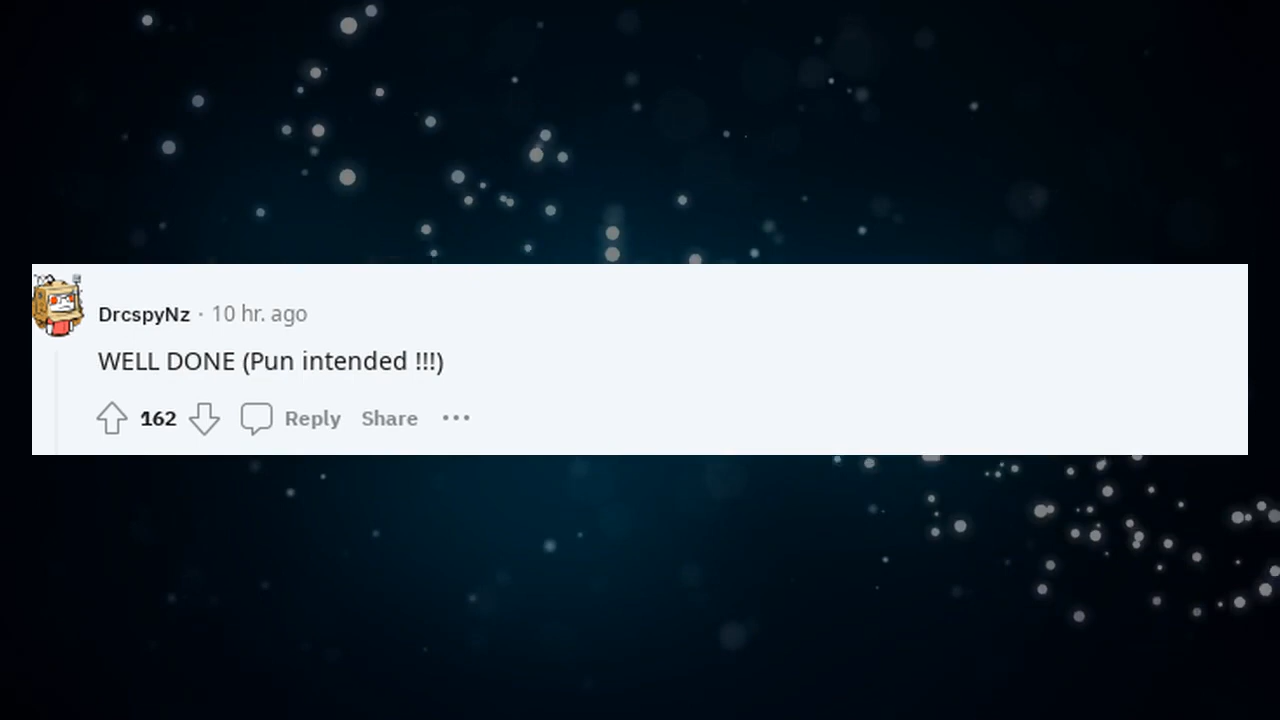 DrcspyNz · 10 hr. ago
WELL DONE (Pun intended !!!)
162 Reply Share ···